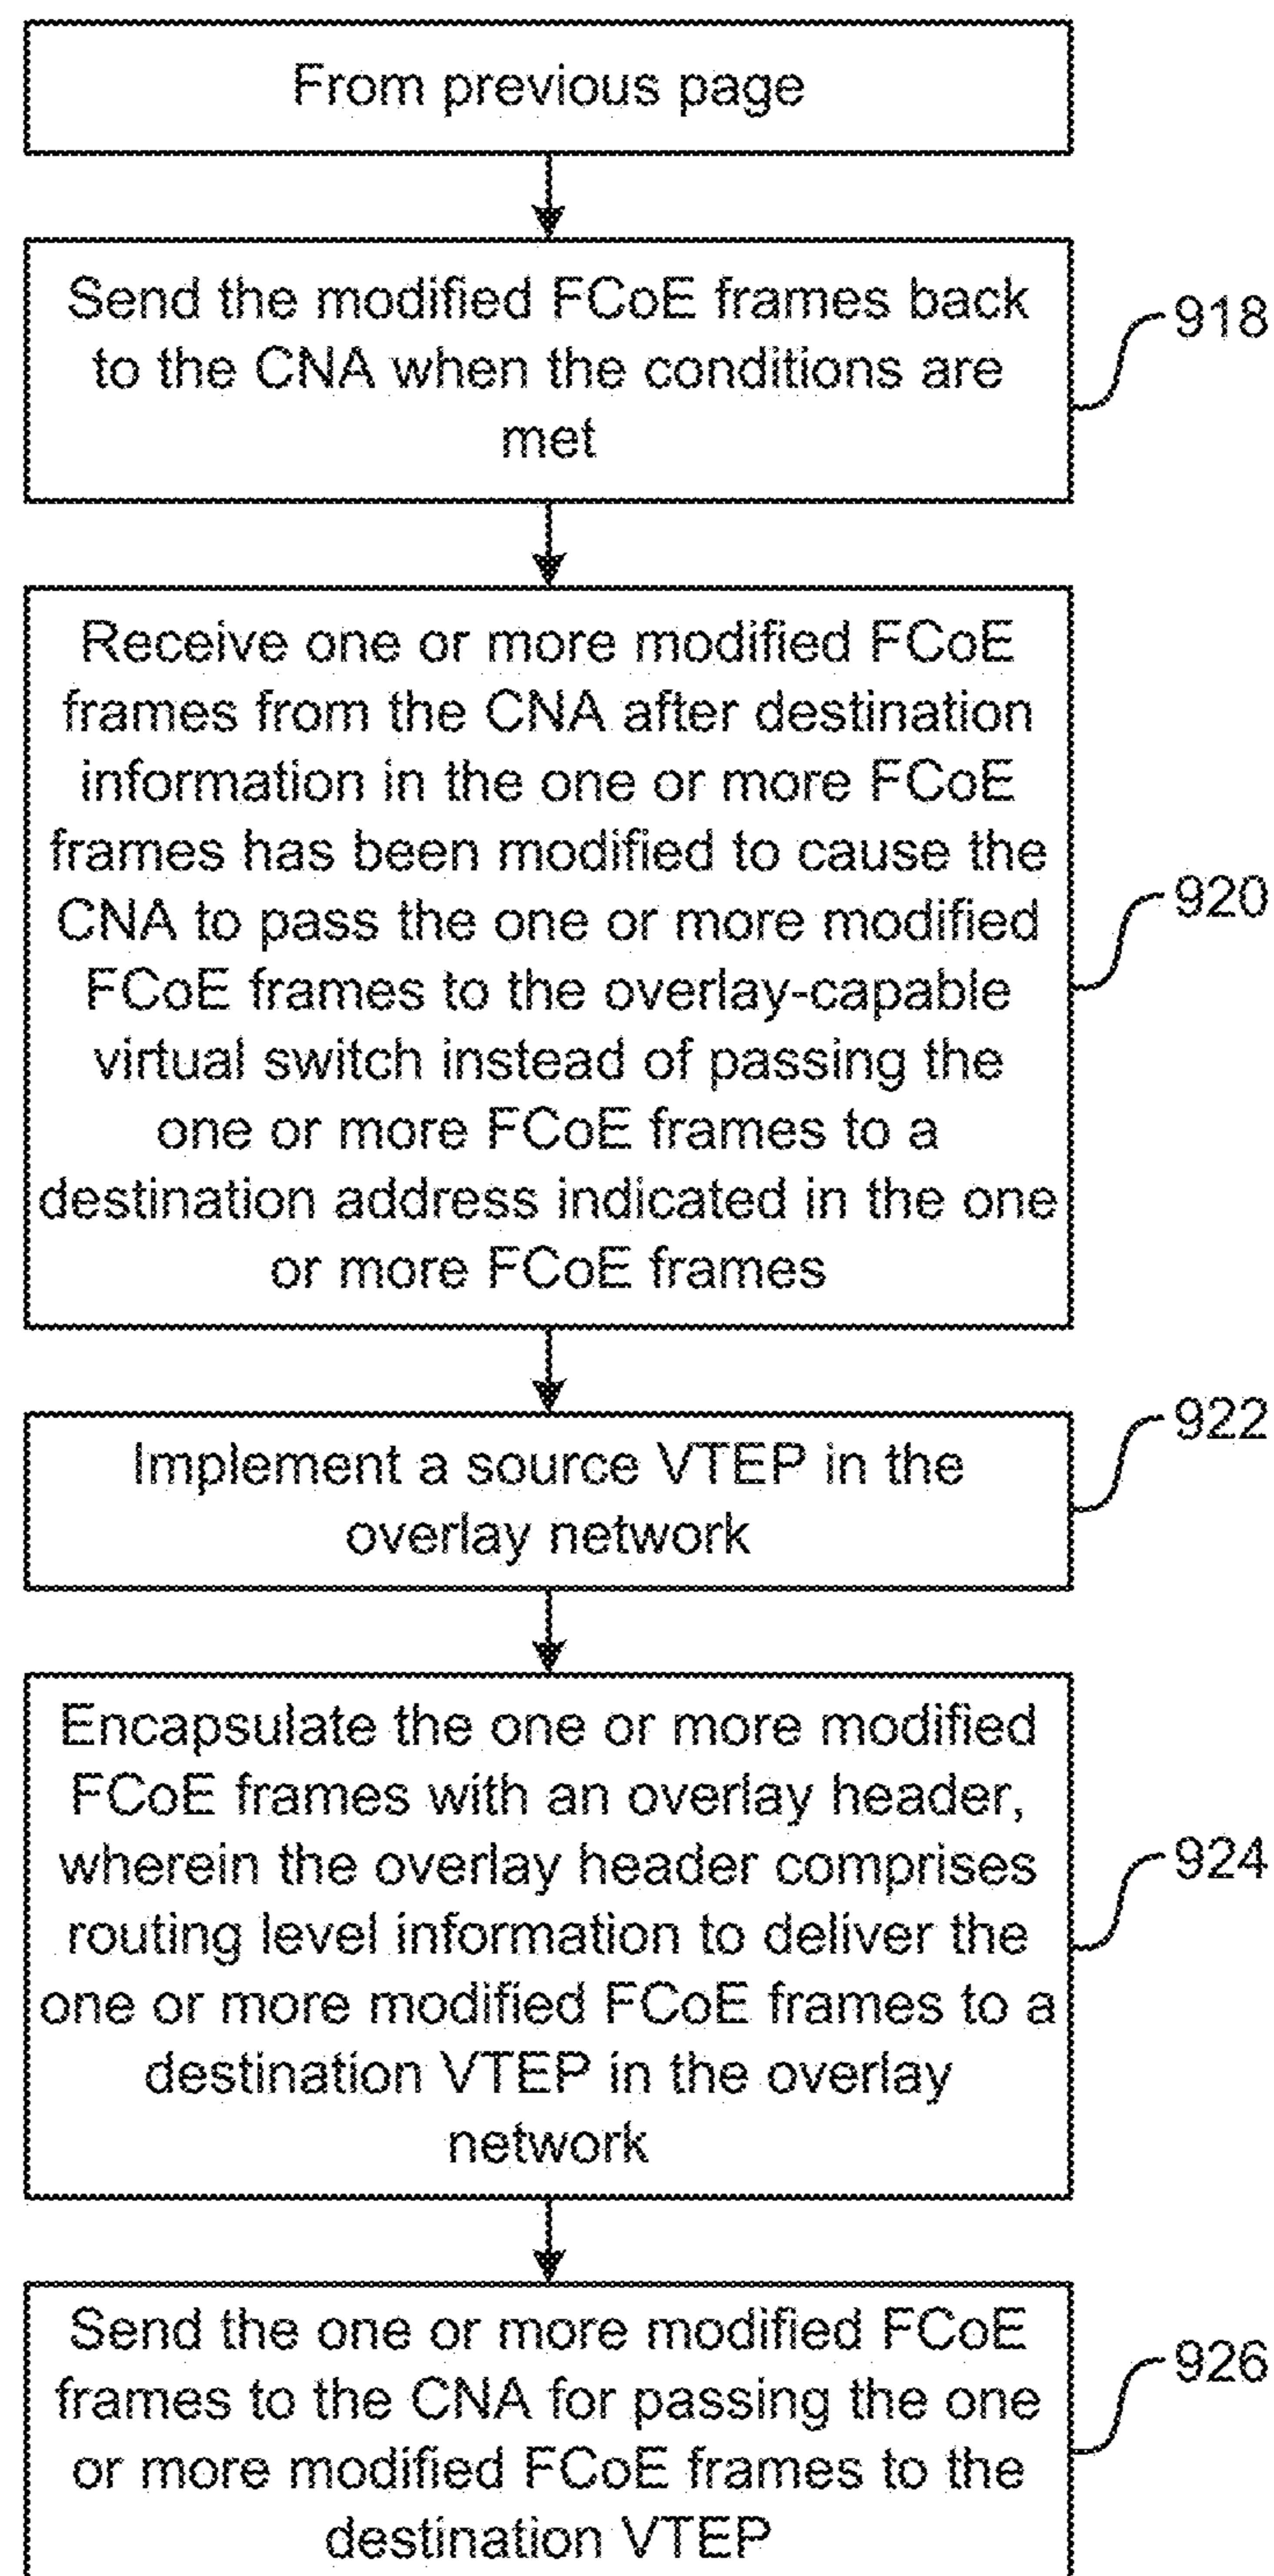 From previous page
Send the modified FCoE frames back
to the CNA when the conditions are
met
918
Receive one or more modified FCoE
frames from the CNA after destination
information in the one or more FCoE
frames has been modified to cause the
CNA to pass the one or more modified
FCoE frames to the overlay-capable
virtual switch instead of passing the
one or more FCoE frames to a
destination address indicated in the one
or more FCoE frames
920
Implement a source VTEP in the
overlay network
922
Encapsulate the one or more modified
FCoE frames with an overlay header,
wherein the overlay header comprises
routing level information to deliver the
one or more modified FCoE frames to a
destination VTEP in the overlay
network
924
Send the one or more modified FCoE
frames to the CNA for passing the one
or more modified FCoE frames to the
destination VTEP
926